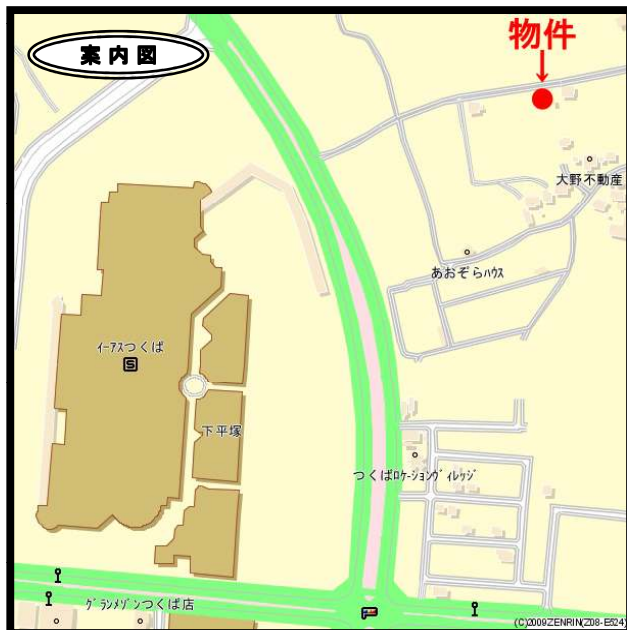 案内図
物件
大野不動産
あおぞらハウス
イーアスつくば
S
下平塚
つくばロケーションヴィレッジ
グランメゾンつくば店
(C)2009ZENRIN(Z08-E524)